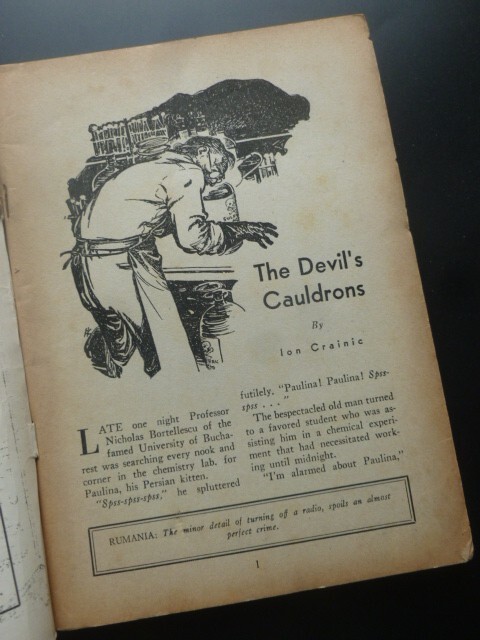 The Devil's
Cauldrons
By
Ion Crainic
LATE one night Professor
Nicholas Bortellescu of the
famed University of Bucha-
rest was searching every nook and
corner in the chemistry lab. for
Paulina, his Persian kitten.
"Spss-spss-spss," he spluttered
futilely. "Paulina! Paulina! Spss-
spss . . ."
The bespectacled old man turned
to a favored student who was as-
sisting him in a chemical experi-
ment that had necessitated work-
ing until midnight.
"I'm alarmed about Paulina,"
RUMANIA: The minor detail of turning off a radio, spoils an almost
perfect crime.
1